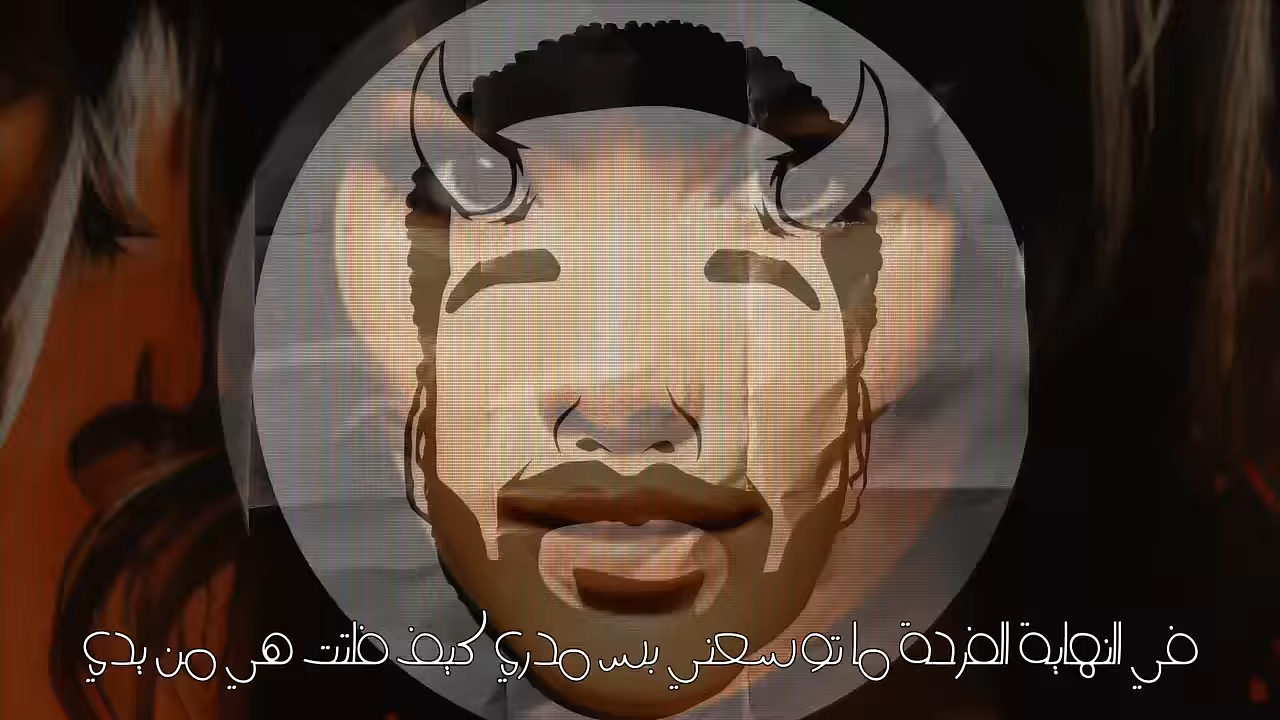 في النهاية الفرحة ما توسعني بس مدري كيف فلتت هي من يدي